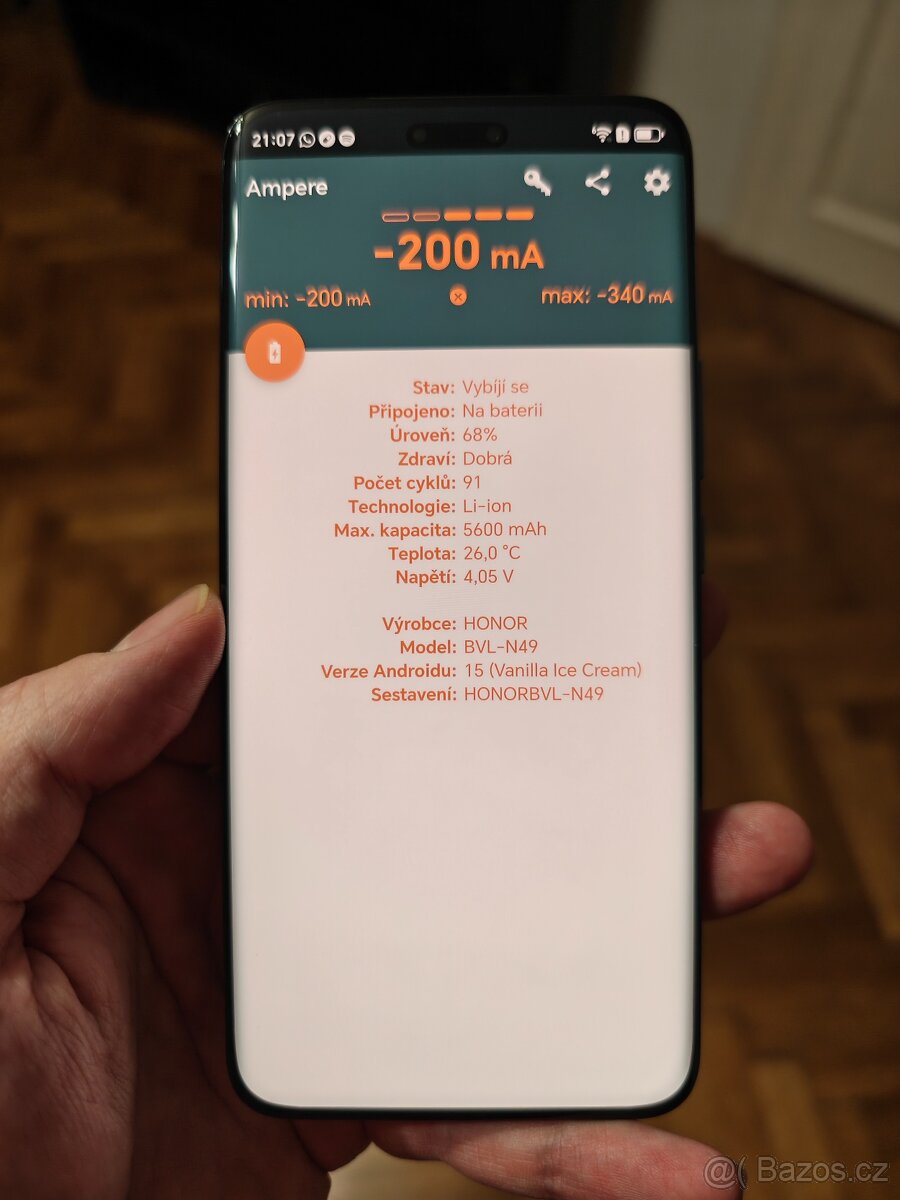 21:07
Ampere
-200 mA
min: -200 mA
max: -340 mA
Stav: Vybíjí se
Připojeno: Na baterii
Úroveň: 68%
Zdraví: Dobrá
Počet cyklů: 91
Technologie: Li-ion
Max. kapacita: 5600 mAh
Teplota: 26,0 °C
Napětí: 4,05 V
Výrobce: HONOR
Model: BVL-N49
Verze Androidu: 15 (Vanilla Ice Cream)
Sestavení: HONORBVL-N49
@( Bazos.cz